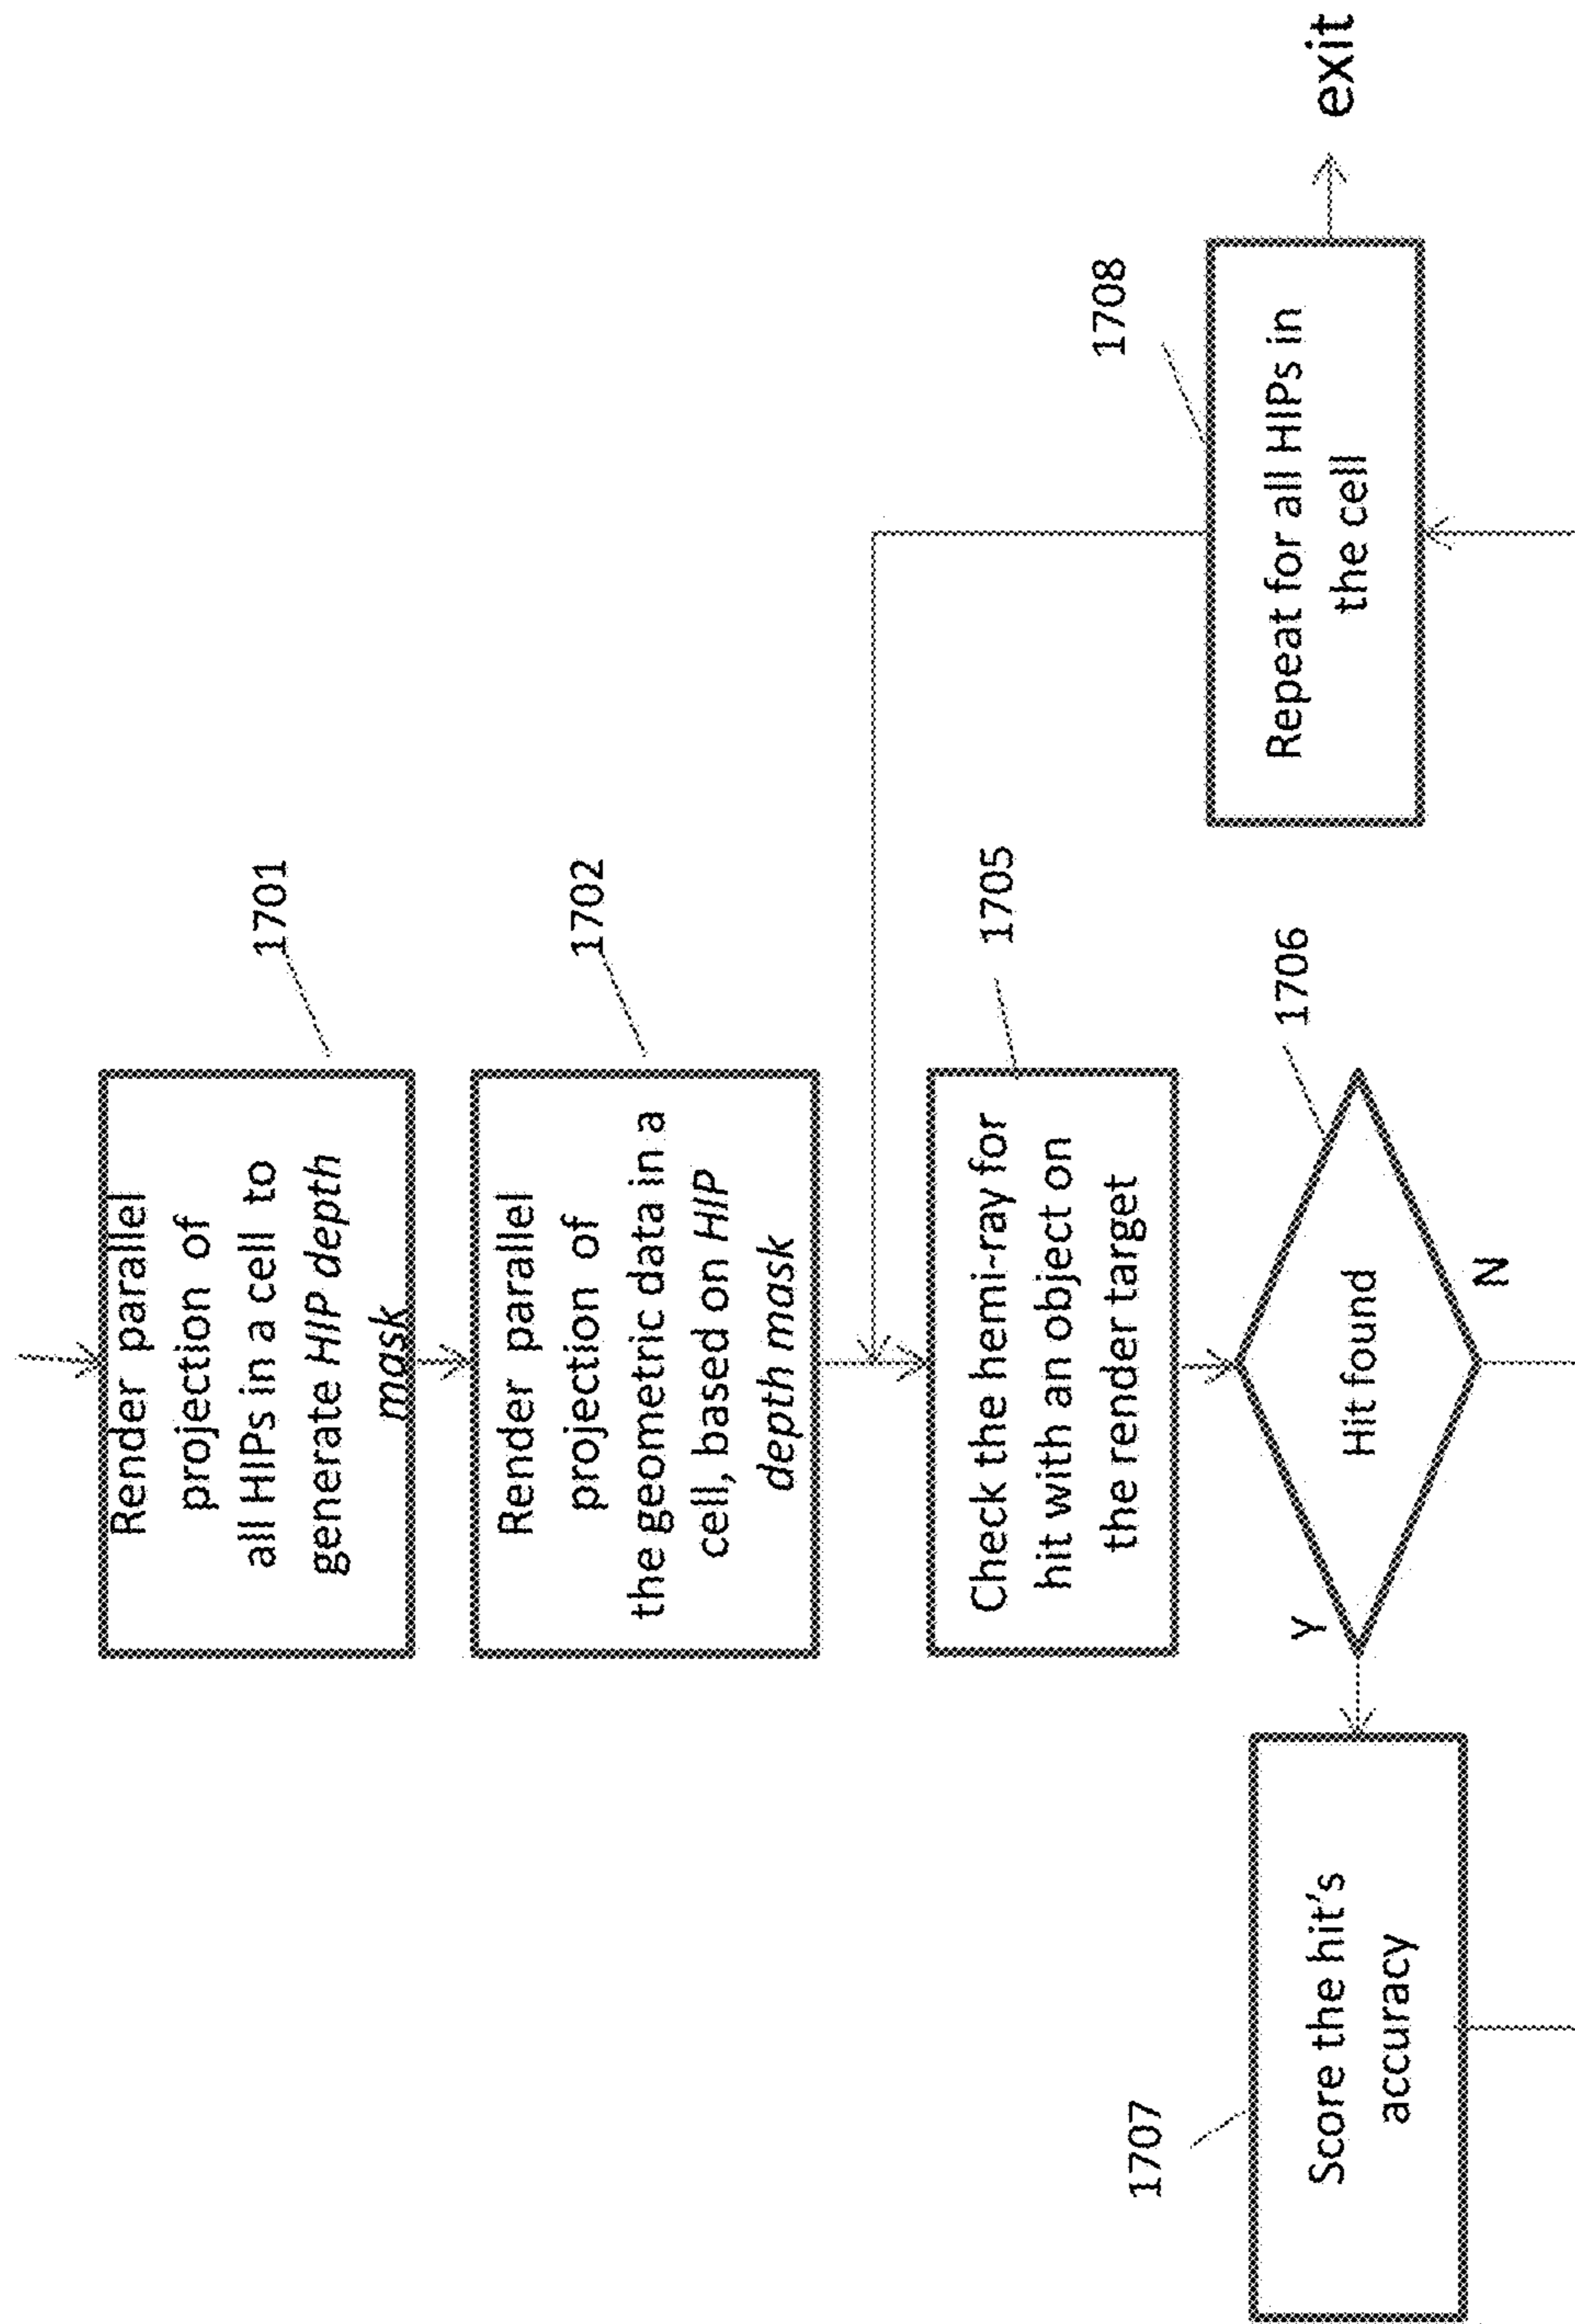 Render parallel
projection of
all HIPs in a cell to
generate HIP depth
mask
1701
Render parallel
projection of
the geometric data in a
cell, based on HIP
depth mask
1702
Check the hemi-ray for
hit with an object on
the render target
1705
Hit found
1706
Y
N
1707
Score the hit's
accuracy
1708
Repeat for all HIPs in
the cell
exit